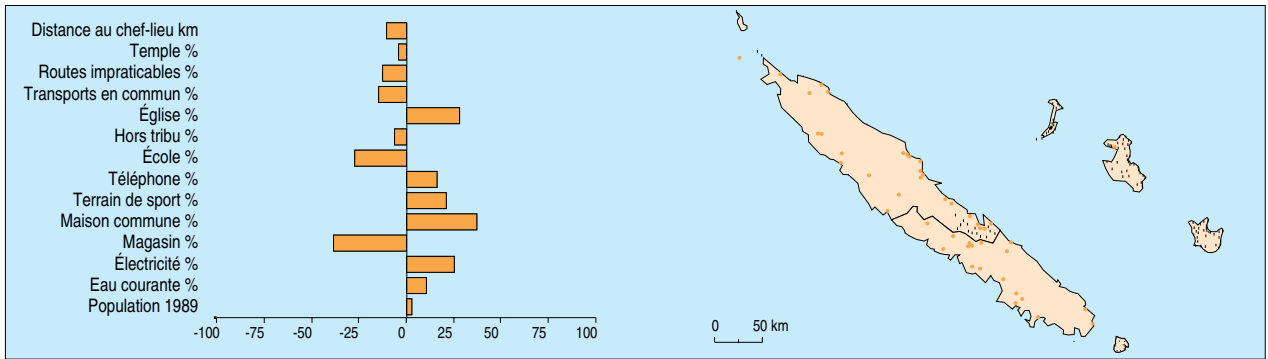 Distance au chef-lieu km
Temple %
Routes impraticables %
Transports en commun %
Église %
Hors tribu %
École %
Téléphone %
Terrain de sport %
Maison commune %
Magasin %
Électricité %
Eau courante %
Population 1989
-100 -75 -50 -25 0 25 50 75 100
0 50 km